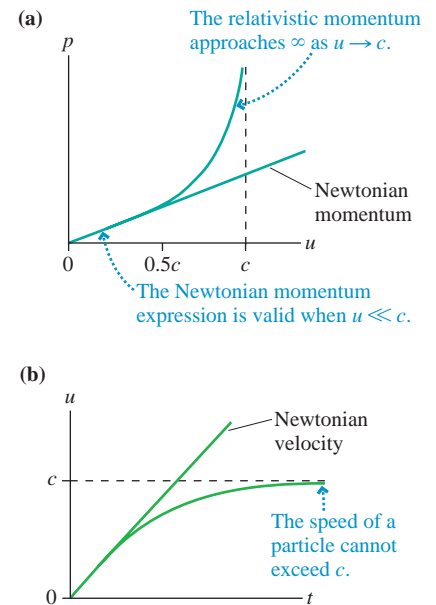 (a)
The relativistic momentum
approaches ∞ as u → c.
p
Newtonian
momentum
u
0
0.5c
c
The Newtonian momentum
expression is valid when u ≪ c.
(b)
u
Newtonian
velocity
c
The speed of a
particle cannot
exceed c.
0
t